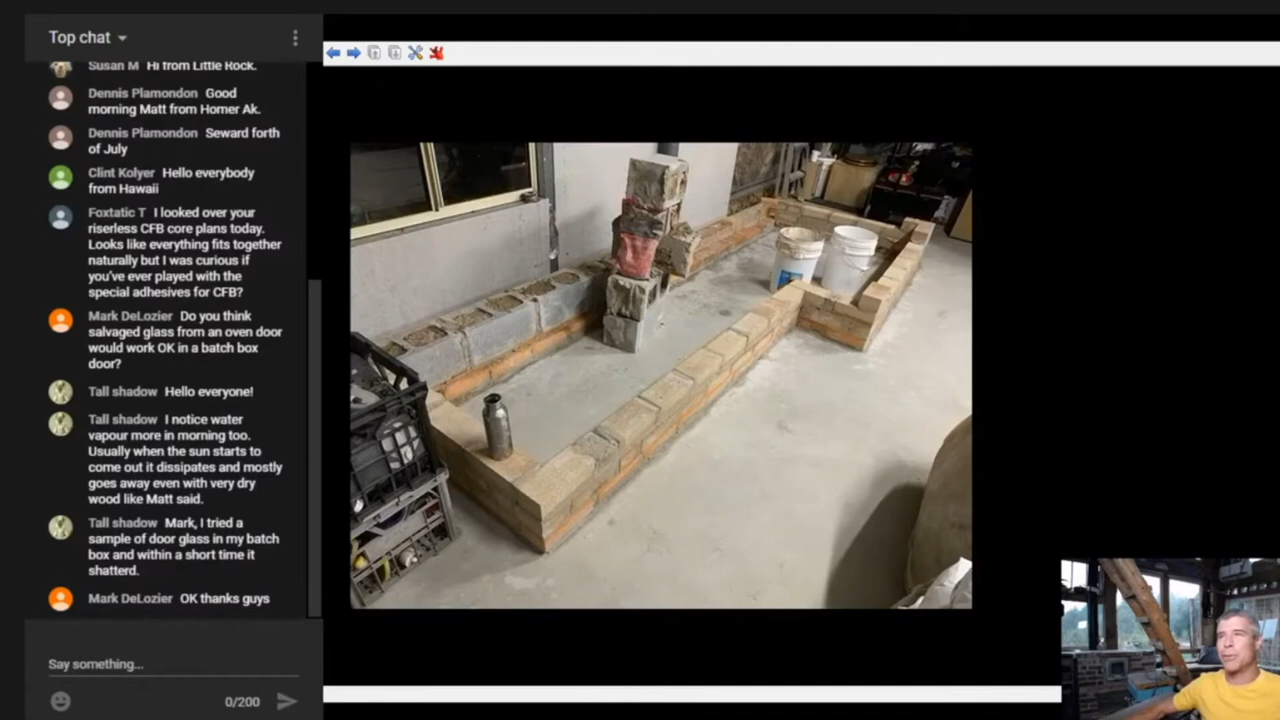 Top chat
Susan M Hi from Little Rock.
Dennis Plamondon Good
morning Matt from Homer Ak.
Dennis Plamondon Seward forth
of July
Clint Kolyer Hello everybody
from Hawaii
Foxtatic T I looked over your
riserless CFB core plans today.
Looks like everything fits together
naturally but I was curious if
you've ever played with the
special adhesives for CFB?
Mark DeLozier Do you think
salvaged glass from an oven door
would work OK in a batch box
door?
Tall shadow Hello everyone!
Tall shadow I notice water
vapour more in morning too.
Usually when the sun starts to
come out it dissipates and mostly
goes away even with very dry
wood like Matt said.
Tall shadow Mark, I tried a
sample of door glass in my batch
box and within a short time it
shatterd.
Mark DeLozier OK thanks guys
Say something...
0/200